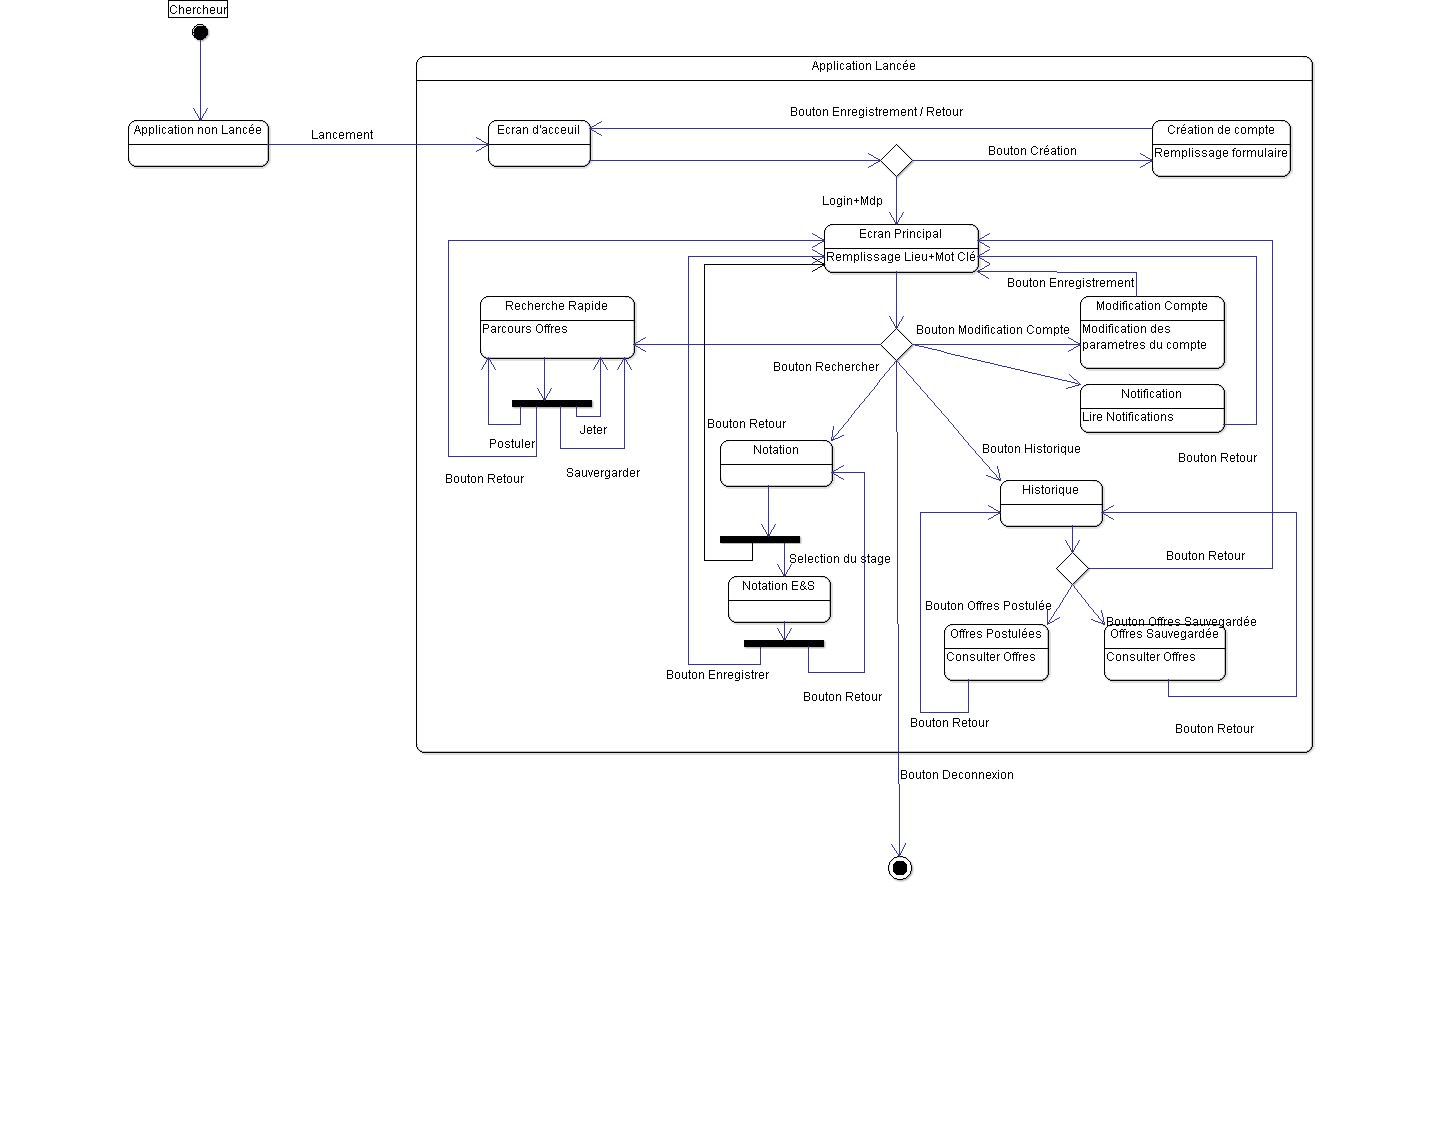 Chercheur
Application Lancée
Bouton Enregistrement / Retour
Application non Lancée
Lancement
Ecran d'acceuil
Création de compte
Bouton Création
Remplissage formulaire
Login+Mdp
Ecran Principal
Remplissage Lieu+Mot Clé
Bouton Enregistrement
Recherche Rapide
Parcours Offres
Modification Compte
Bouton Modification Compte
Modification des
parametres du compte
Bouton Rechercher
Notification
Lire Notifications
Bouton Retour
Jeter
Postuler
Notation
Bouton Historique
Bouton Retour
Sauvergarder
Bouton Retour
Historique
Selection du stage
Bouton Retour
Notation E&S
Bouton Offres Postulée
Bouton Offres Sauvegardée
Offres Postulées
Offres Sauvegardée
Consulter Offres
Consulter Offres
Bouton Enregistrer
Bouton Retour
Bouton Retour
Bouton Retour
Bouton Deconnexion